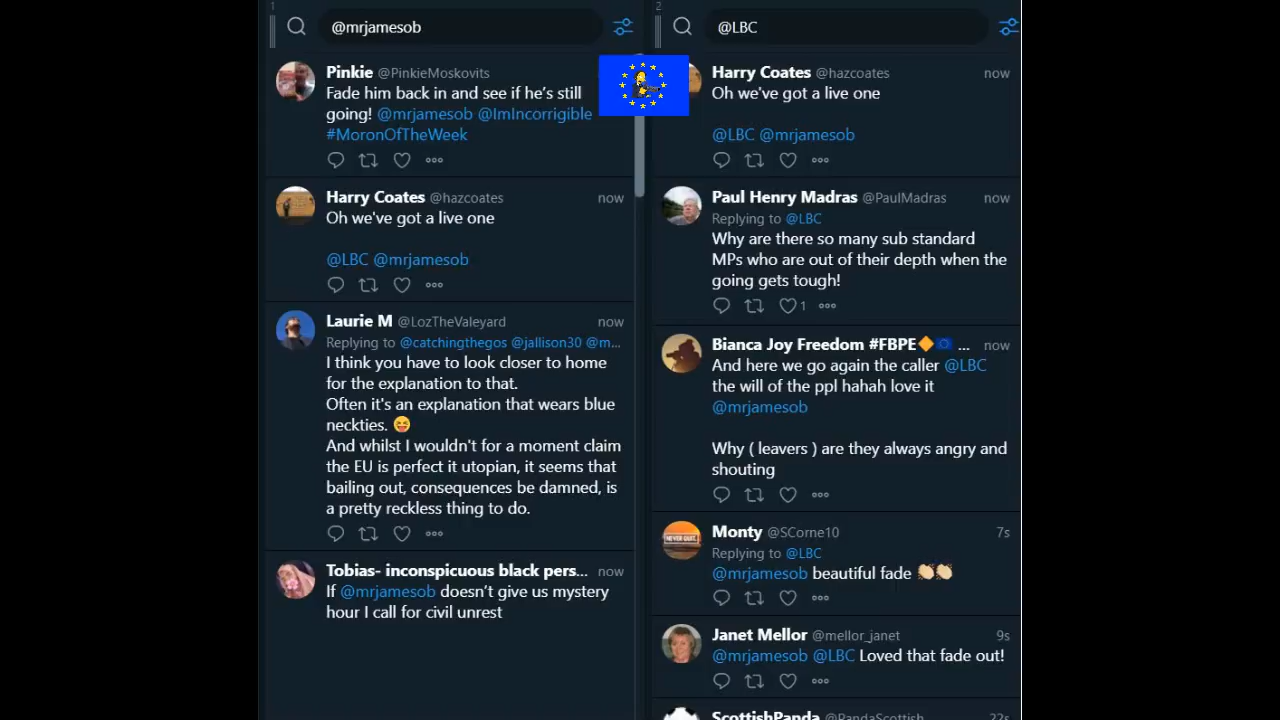 1
@mrjamesob
Pinkie @PinkieMoskovits
Fade him back in and see if he’s still
going! @mrjamesob @ImIncorrigible
#MoronOfTheWeek
Harry Coates @hazcoates now
Oh we've got a live one
@LBC @mrjamesob
Laurie M @LozTheValeyard now
Replying to @catchingthegos @jallison30 @m...
I think you have to look closer to home
for the explanation to that.
Often it's an explanation that wears blue
neckties. 😝
And whilst I wouldn't for a moment claim
the EU is perfect it utopian, it seems that
bailing out, consequences be damned, is
a pretty reckless thing to do.
Tobias- inconspicuous black pers... now
If @mrjamesob doesn’t give us mystery
hour I call for civil unrest
2
@LBC
Harry Coates @hazcoates now
Oh we've got a live one
@LBC @mrjamesob
Paul Henry Madras @PaulMadras now
Replying to @LBC
Why are there so many sub standard
MPs who are out of their depth when the
going gets tough!
1
Bianca Joy Freedom #FBPE🔶🇪🇺 ... now
And here we go again the caller @LBC
the will of the ppl hahah love it
@mrjamesob
Why ( leavers ) are they always angry and
shouting
Monty @SCorne10 7s
Replying to @LBC
@mrjamesob beautiful fade 👏🏻👏🏻
NEVER QUIT.
Janet Mellor @mellor_janet 9s
@mrjamesob @LBC Loved that fade out!
ScottishPanda @PandaScottish 22s